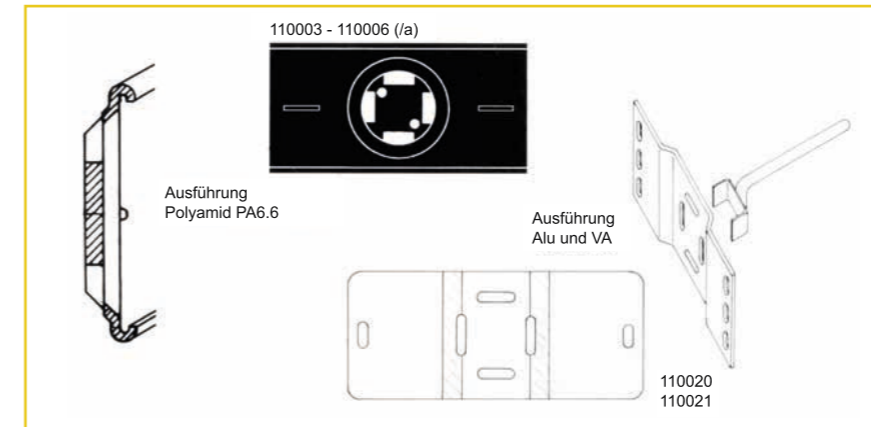 110003 - 110006 (/a)
Ausführung
Polyamid PA6.6
Ausführung
Alu und VA
110020
110021